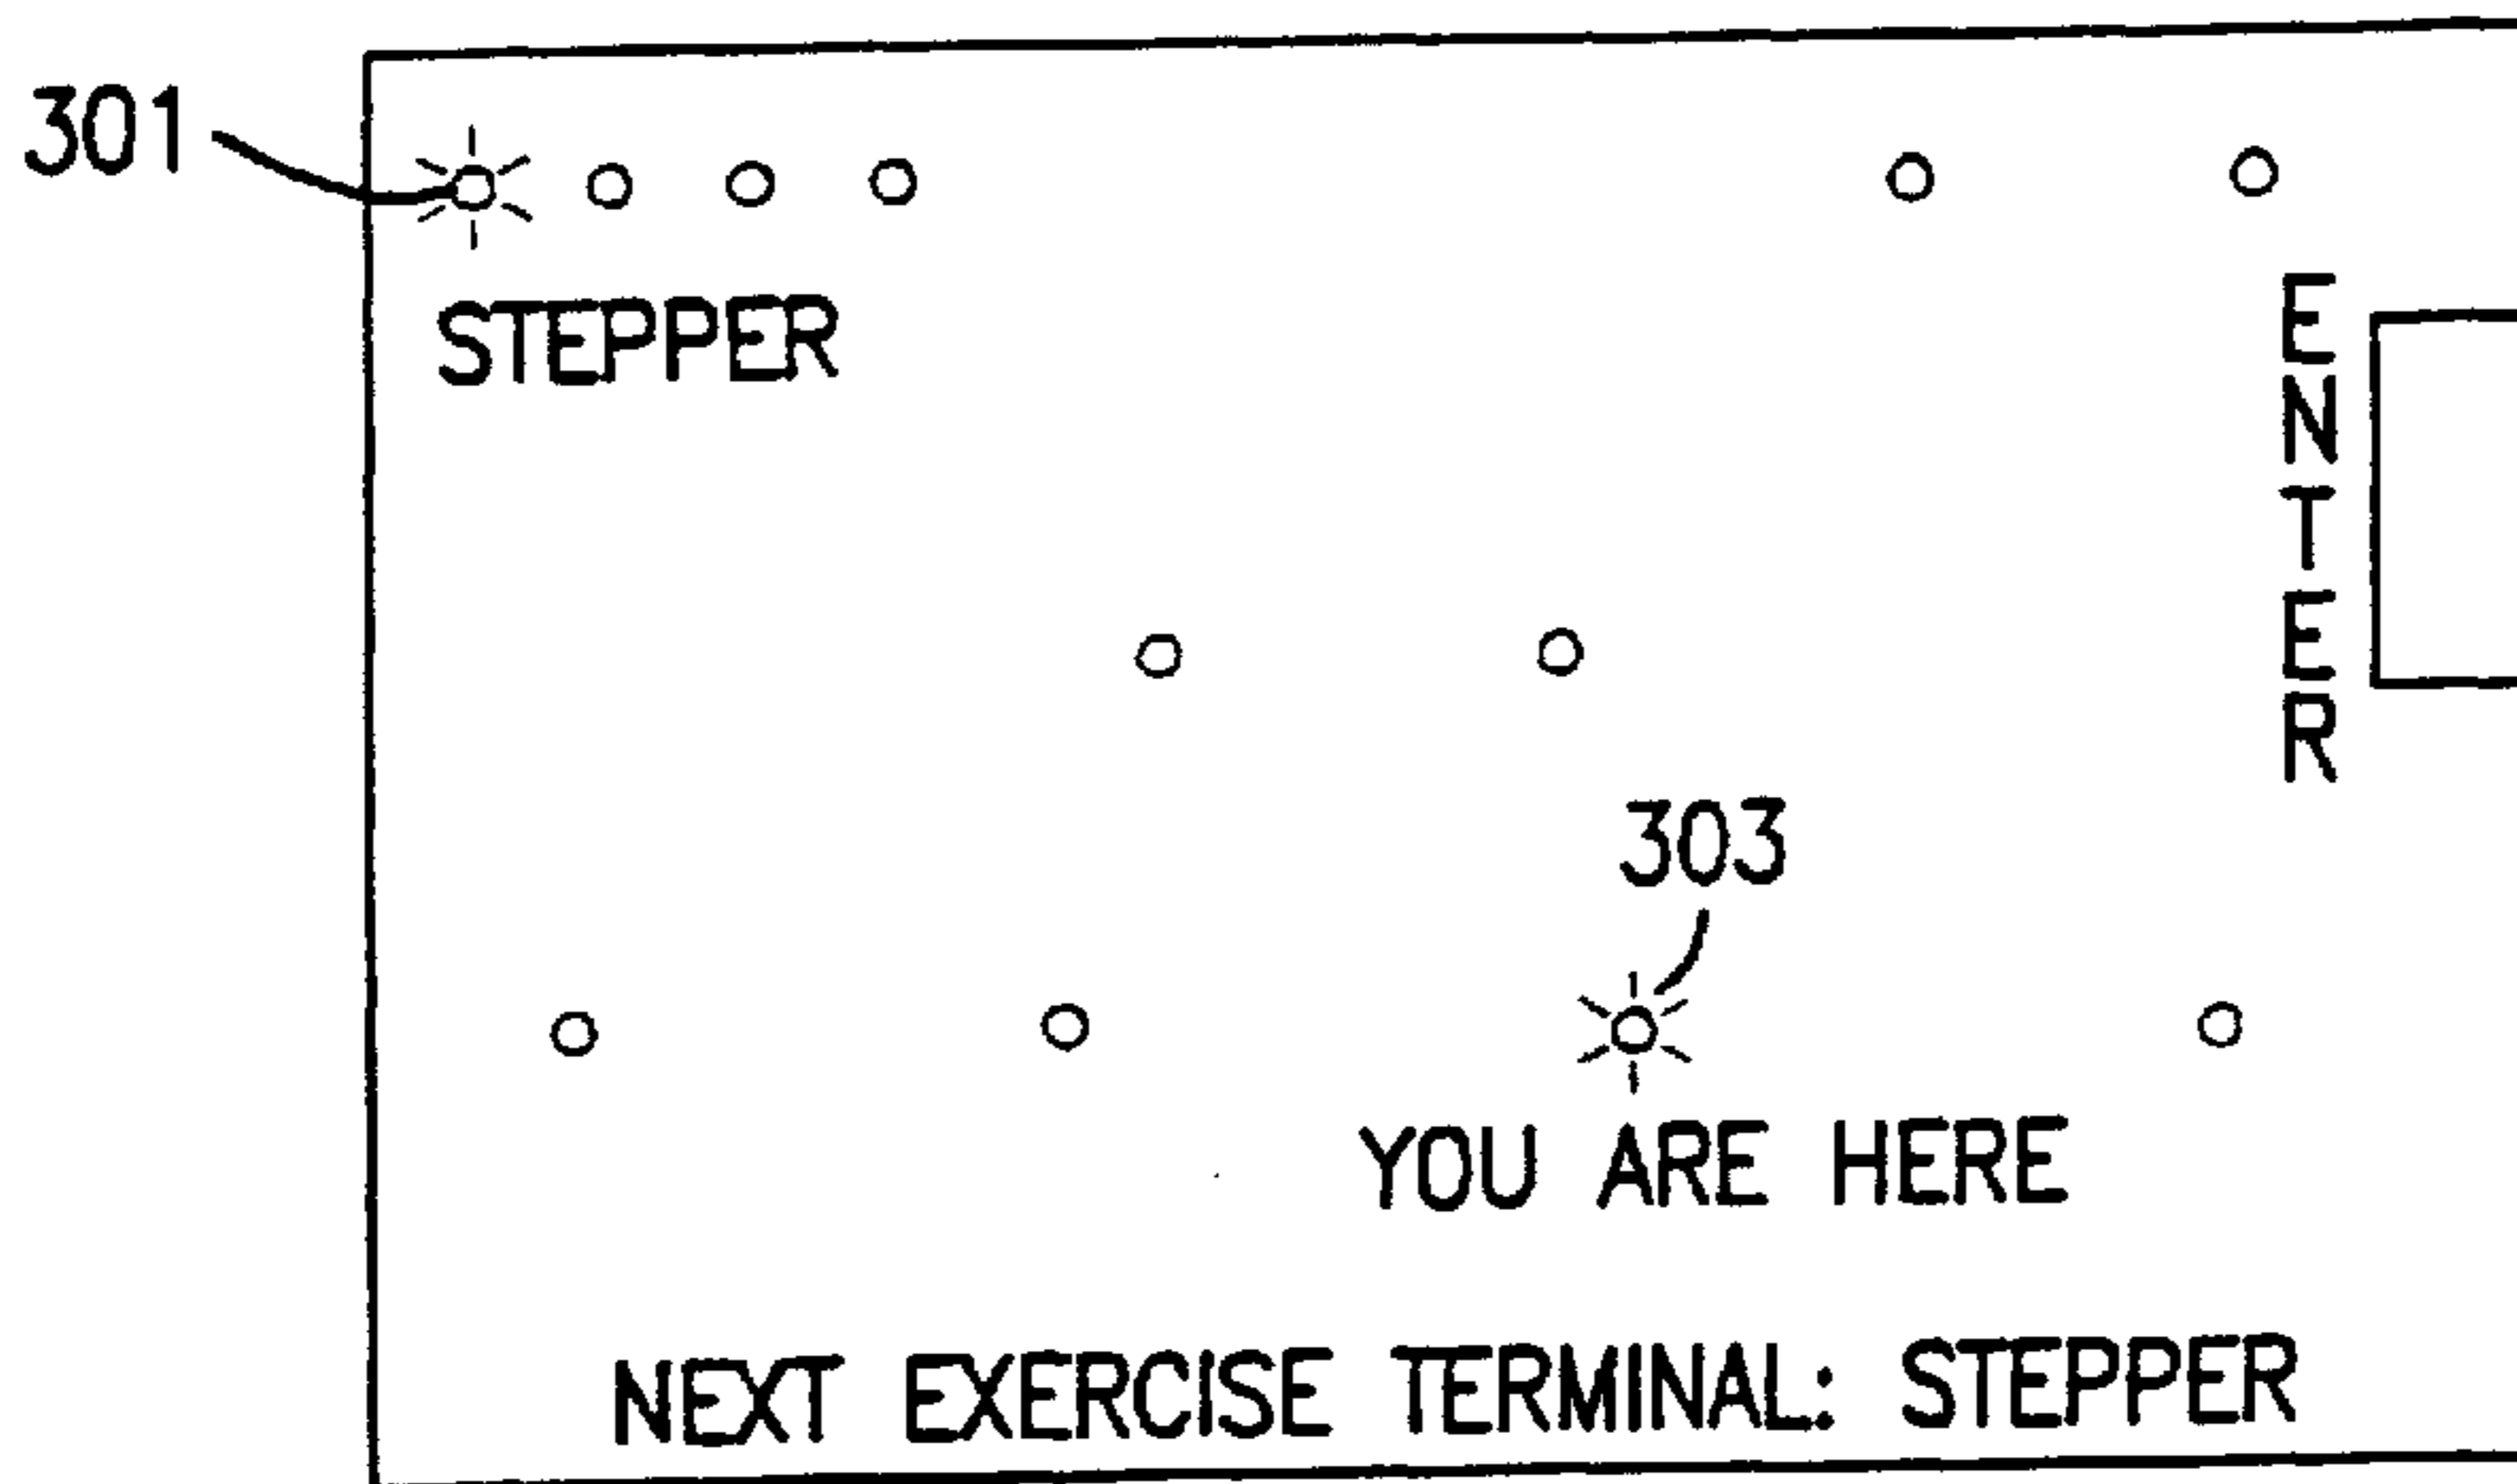 301
STEPPER
ENTER
303
YOU ARE HERE
NEXT EXERCISE TERMINAL: STEPPER